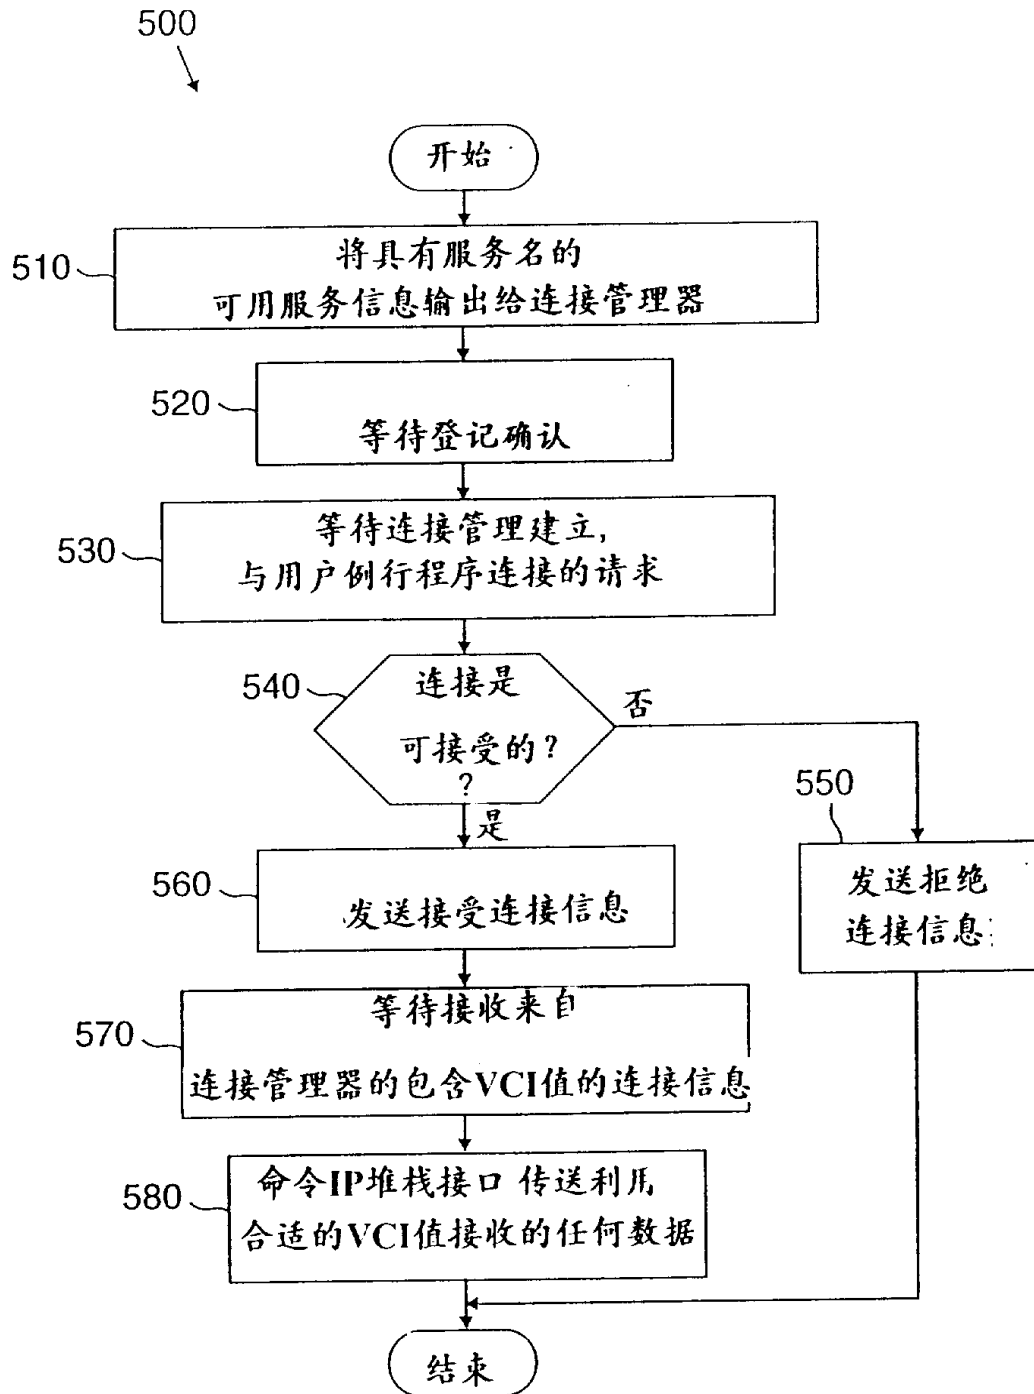 500
开始
510
将具有服务名的
可用服务信息输出给连接管理器
520
等待登记确认
530
等待连接管理建立,
与用户例行程序连接的请求
540
连接是
可接受的?
?
否
是
550
发送拒绝
连接信息
560
发送接受连接信息
570
等待接收来自
连接管理器的包含VCI值的连接信息
580
命令IP堆栈接口 传送利用
合适的VCI值接收的任何数据
结束